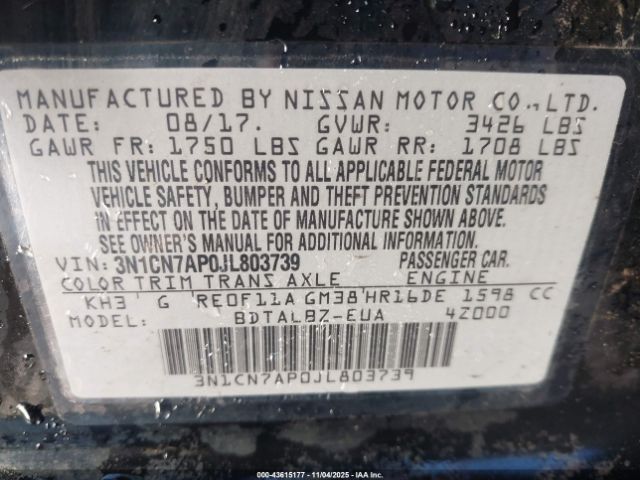 MANUFACTURED BY NISSAN MOTOR CO., LTD.
DATE: 08/17. GVWR: 3426 LBS
GAWR FR: 1750 LBS GAWR RR: 1708 LBS
THIS VEHICLE CONFORMS TO ALL APPLICABLE FEDERAL MOTOR
VEHICLE SAFETY, BUMPER AND THEFT PREVENTION STANDARDS
IN EFFECT ON THE DATE OF MANUFACTURE SHOWN ABOVE.
SEE OWNER'S MANUAL FOR ADDITIONAL INFORMATION
VIN: 3N1CN7AP0JL803739 PASSENGER CAR.
COLOR TRIM TRANS AXLE ENGINE
KH3 G RE0F11A GM38 HR16DE 1598 CC
MODEL: BDTALBZ-EUA 4Z000
3N1CN7AP0JL803739
000-43615177 - 11/04/2025 - IAAI, Inc.